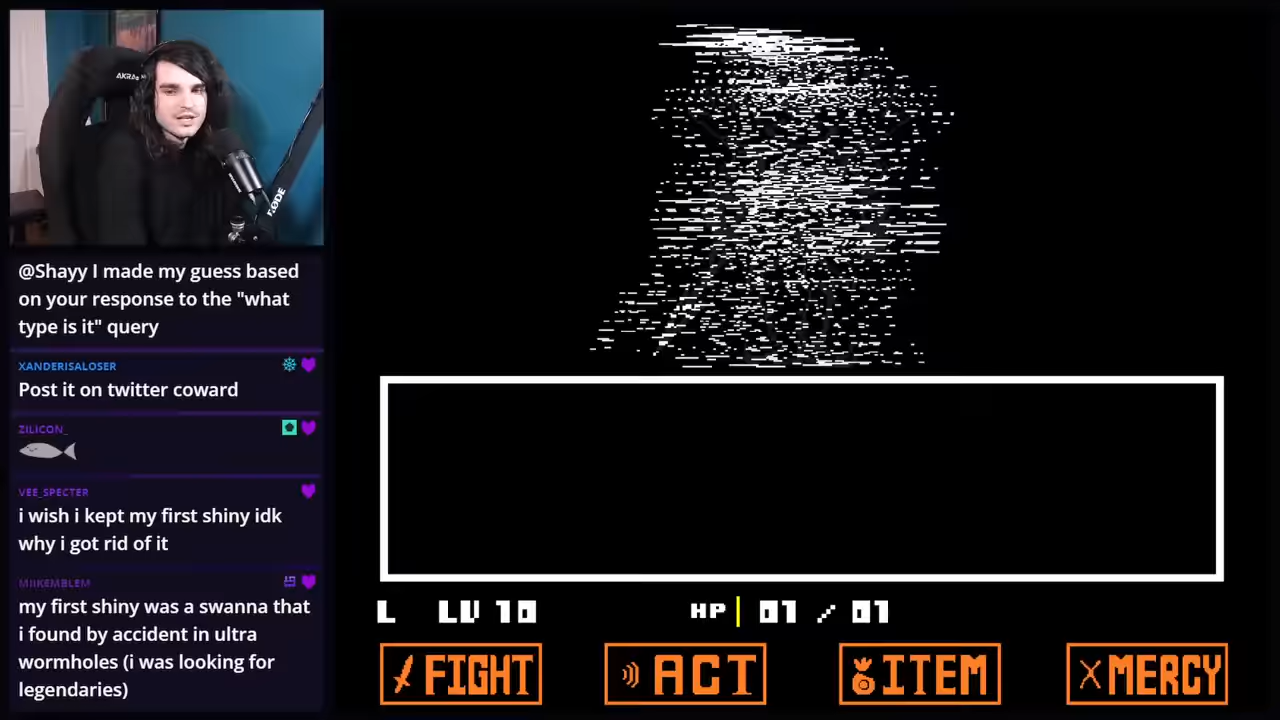 AKRA
RØDE
@Shayy I made my guess based
on your response to the "what
type is it" query
XANDERISALOSER
Post it on twitter coward
ZILICON_
VEE_SPECTER
i wish i kept my first shiny idk
why i got rid of it
MIIKEMBLEM
my first shiny was a swanna that
i found by accident in ultra
wormholes (i was looking for
legendaries)
L LV 10 HP 01 / 01
FIGHT ACT ITEM MERCY